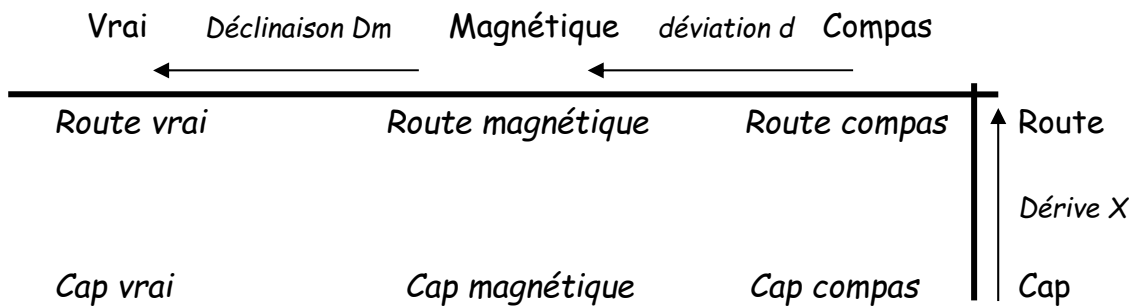 Vrai Déclinaison Dm Magnétique déviation d Compas
Route vrai Route magnétique Route compas Route
Dérive X
Cap vrai Cap magnétique Cap compas Cap